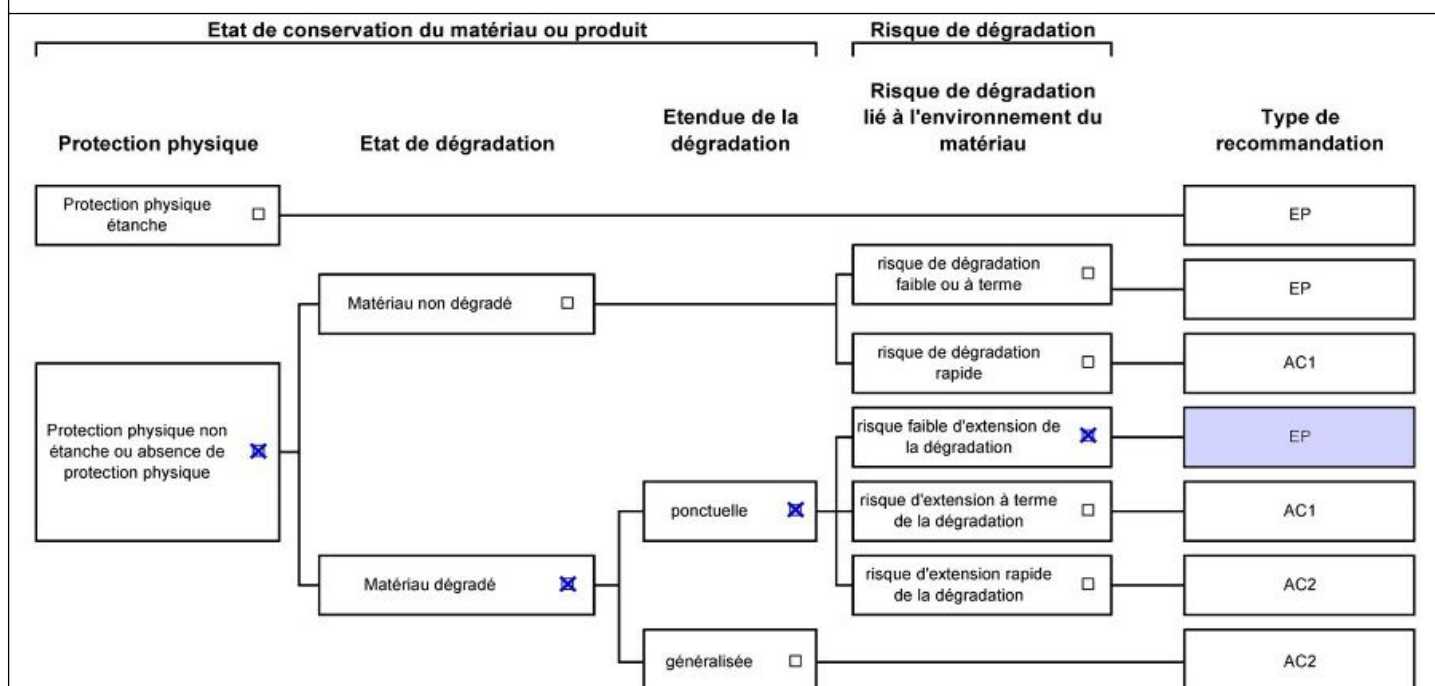 Etat de conservation du matériau ou produit
Risque de dégradation
Protection physique
Etat de dégradation
Etendue de la
dégradation
Risque de dégradation
lié à l'environnement du
matériau
Type de
recommandation
Protection physique
étanche
EP
Matériau non dégradé
risque de dégradation
faible ou à terme
EP
risque de dégradation
rapide
AC1
Protection physique non
étanche ou absence de
protection physique
risque faible d'extension de
la dégradation
EP
ponctuelle
risque d'extension à terme
de la dégradation
AC1
Matériau dégradé
risque d'extension rapide
de la dégradation
AC2
généralisée
AC2